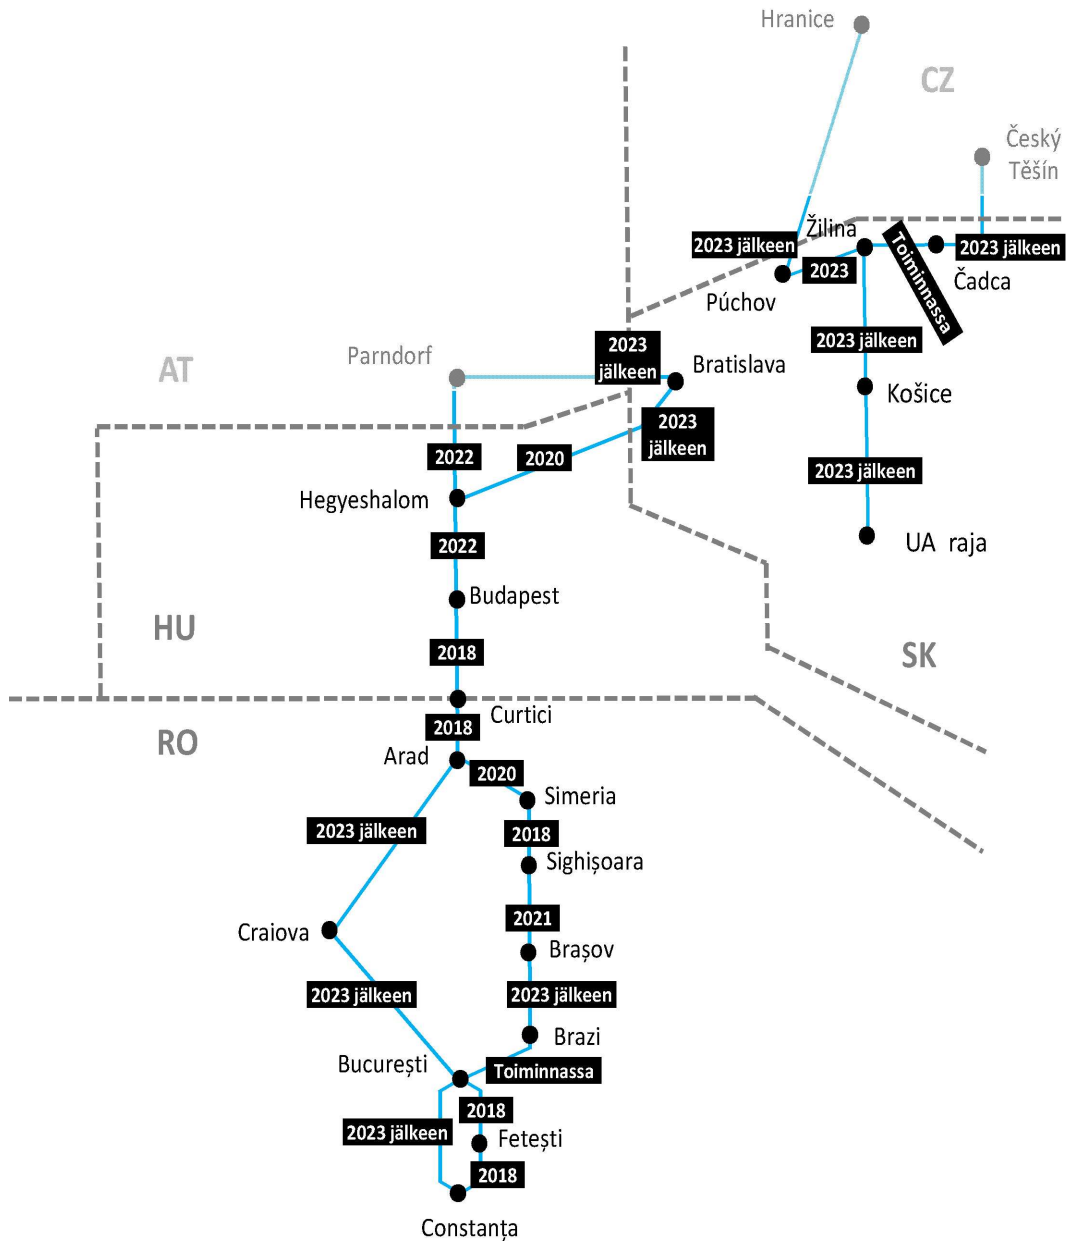 Hranice
CZ
Český
Těšín
Žilina
2023 jälkeen
Toiminnassa
2023 jälkeen
2023
Čadca
Púchov
2023 jälkeen
2023
jälkeen
Parndorf
Bratislava
AT
Košice
2023
jälkeen
2022
2020
2023 jälkeen
Hegyeshalom
UA raja
2022
Budapest
HU
2018
SK
Curtici
2018
RO
Arad
2020
Simeria
2023 jälkeen
2018
Sighișoara
2021
Craiova
Brașov
2023 jälkeen
2023 jälkeen
Brazi
București
Toiminnassa
2018
2023 jälkeen
Fetești
2018
Constanța